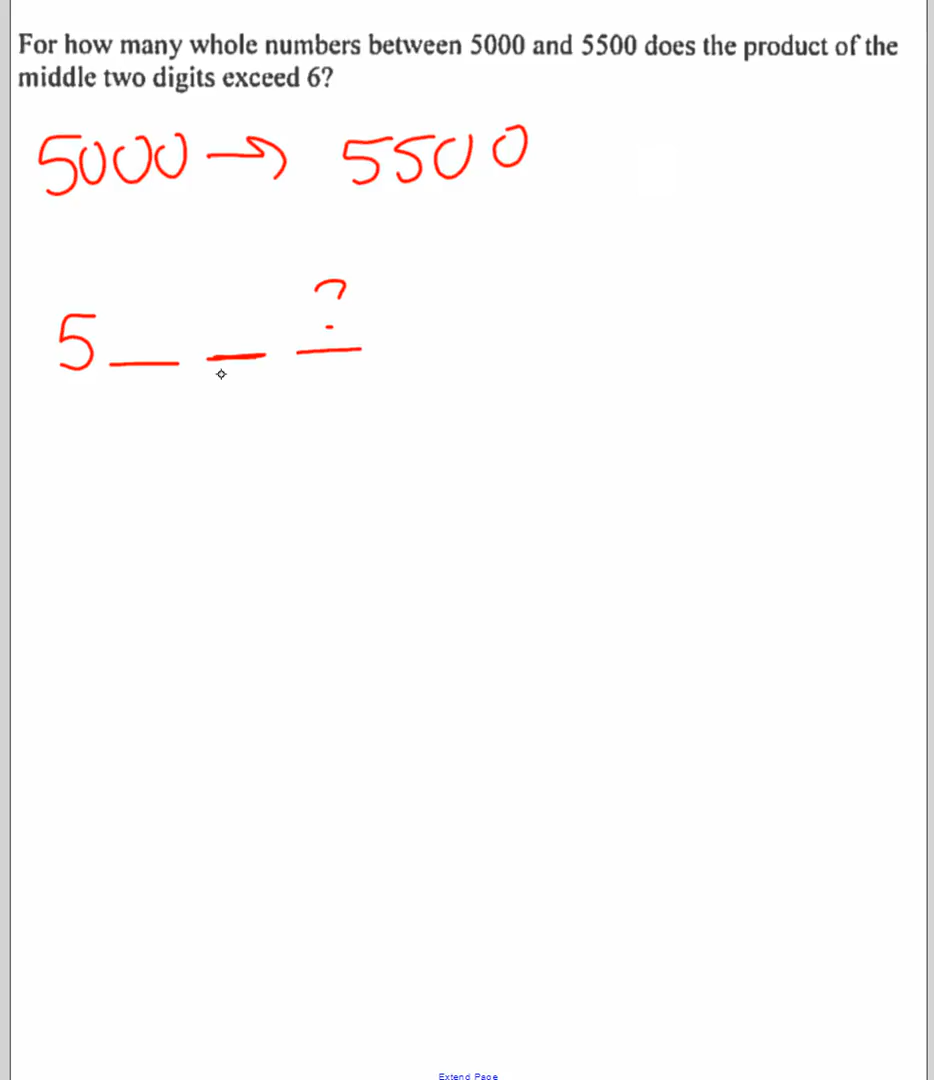 For how many whole numbers between 5000 and 5500 does the product of the
middle two digits exceed 6?
5000 → 5500
?
5 _ _ _
Extend Page